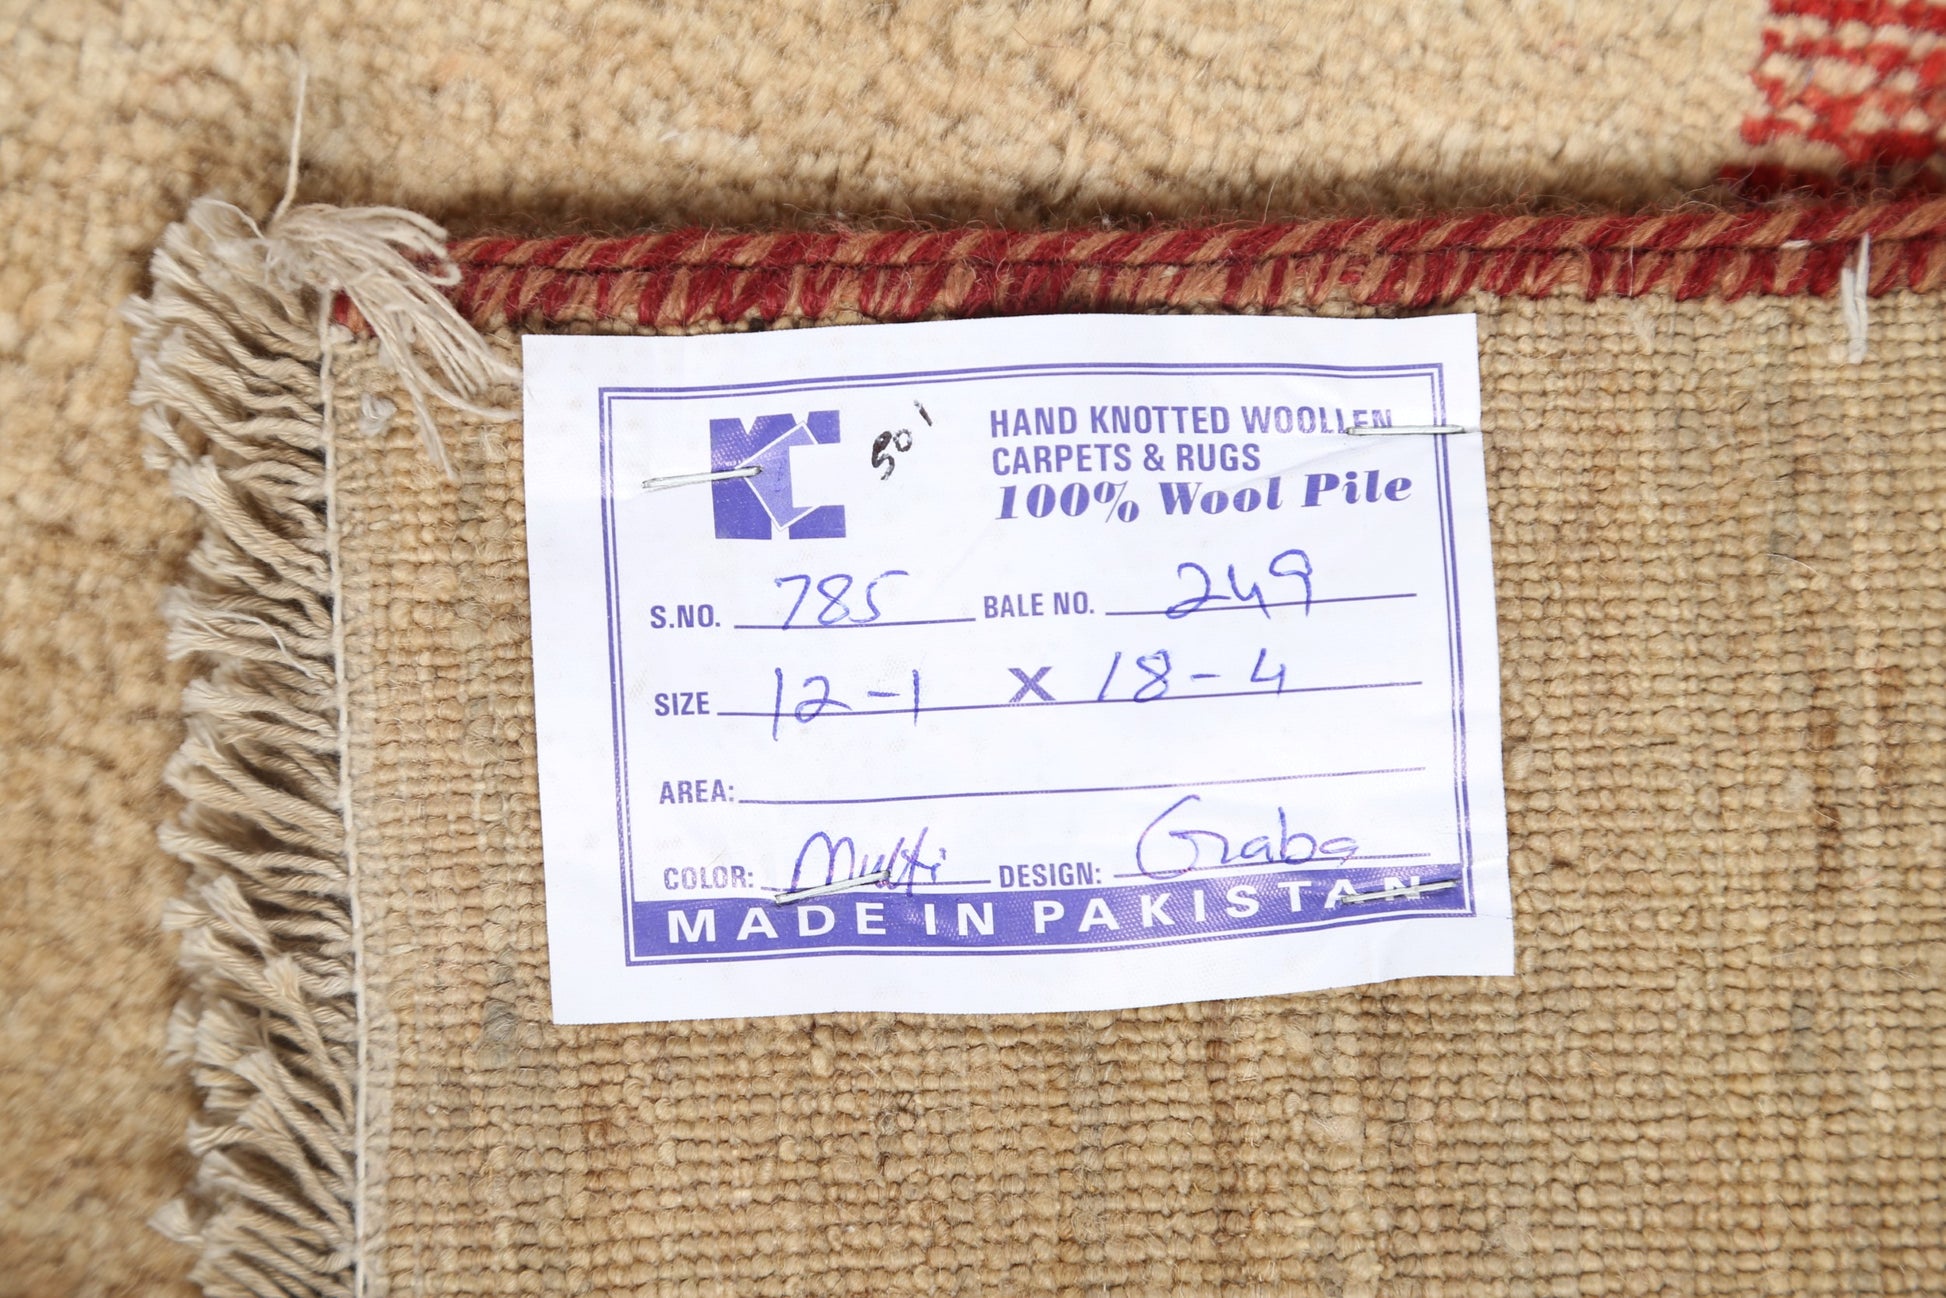 501
HAND KNOTTED WOOLLEN
CARPETS & RUGS
100% Wool Pile
S.NO. 785 BALE NO. 249
SIZE 12-1 X 18-4
AREA:
COLOR: Multi DESIGN: Graba
MADE IN PAKISTAN